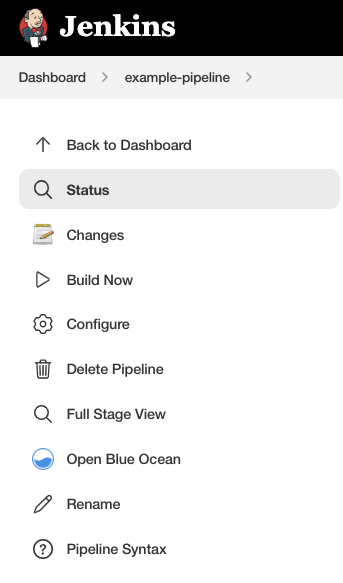 Jenkins
Dashboard > example-pipeline >
Back to Dashboard
Status
Changes
Build Now
Configure
Delete Pipeline
Full Stage View
Open Blue Ocean
Rename
Pipeline Syntax